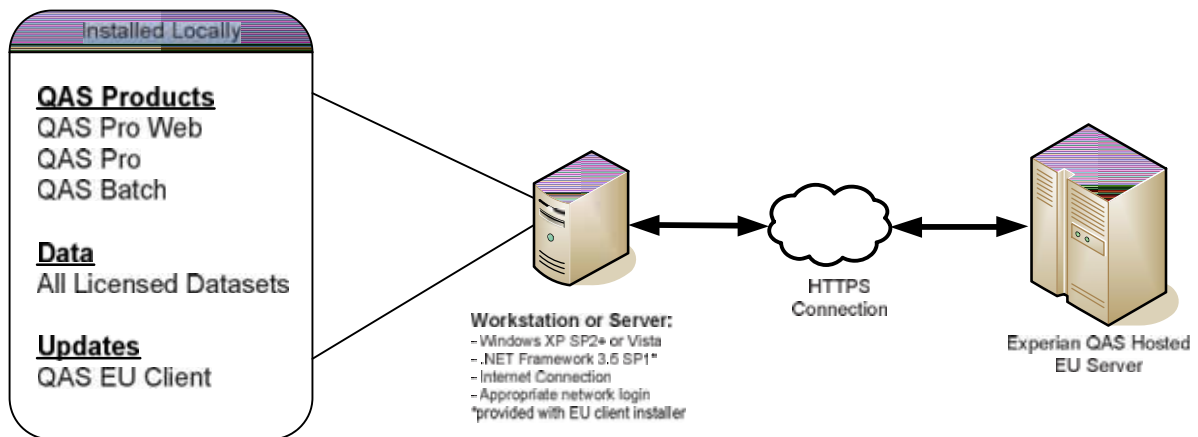 Installed Locally
QAS Products
QAS Pro Web
QAS Pro
QAS Batch
Data
All Licensed Datasets
Updates
QAS EU Client
Workstation or Server:
- Windows XP SP2+ or Vista
- .NET Framework 3.5 SP1*
- Internet Connection
- Appropriate network login
*provided with EU client installer
HTTPS
Connection
Experian QAS Hosted
EU Server